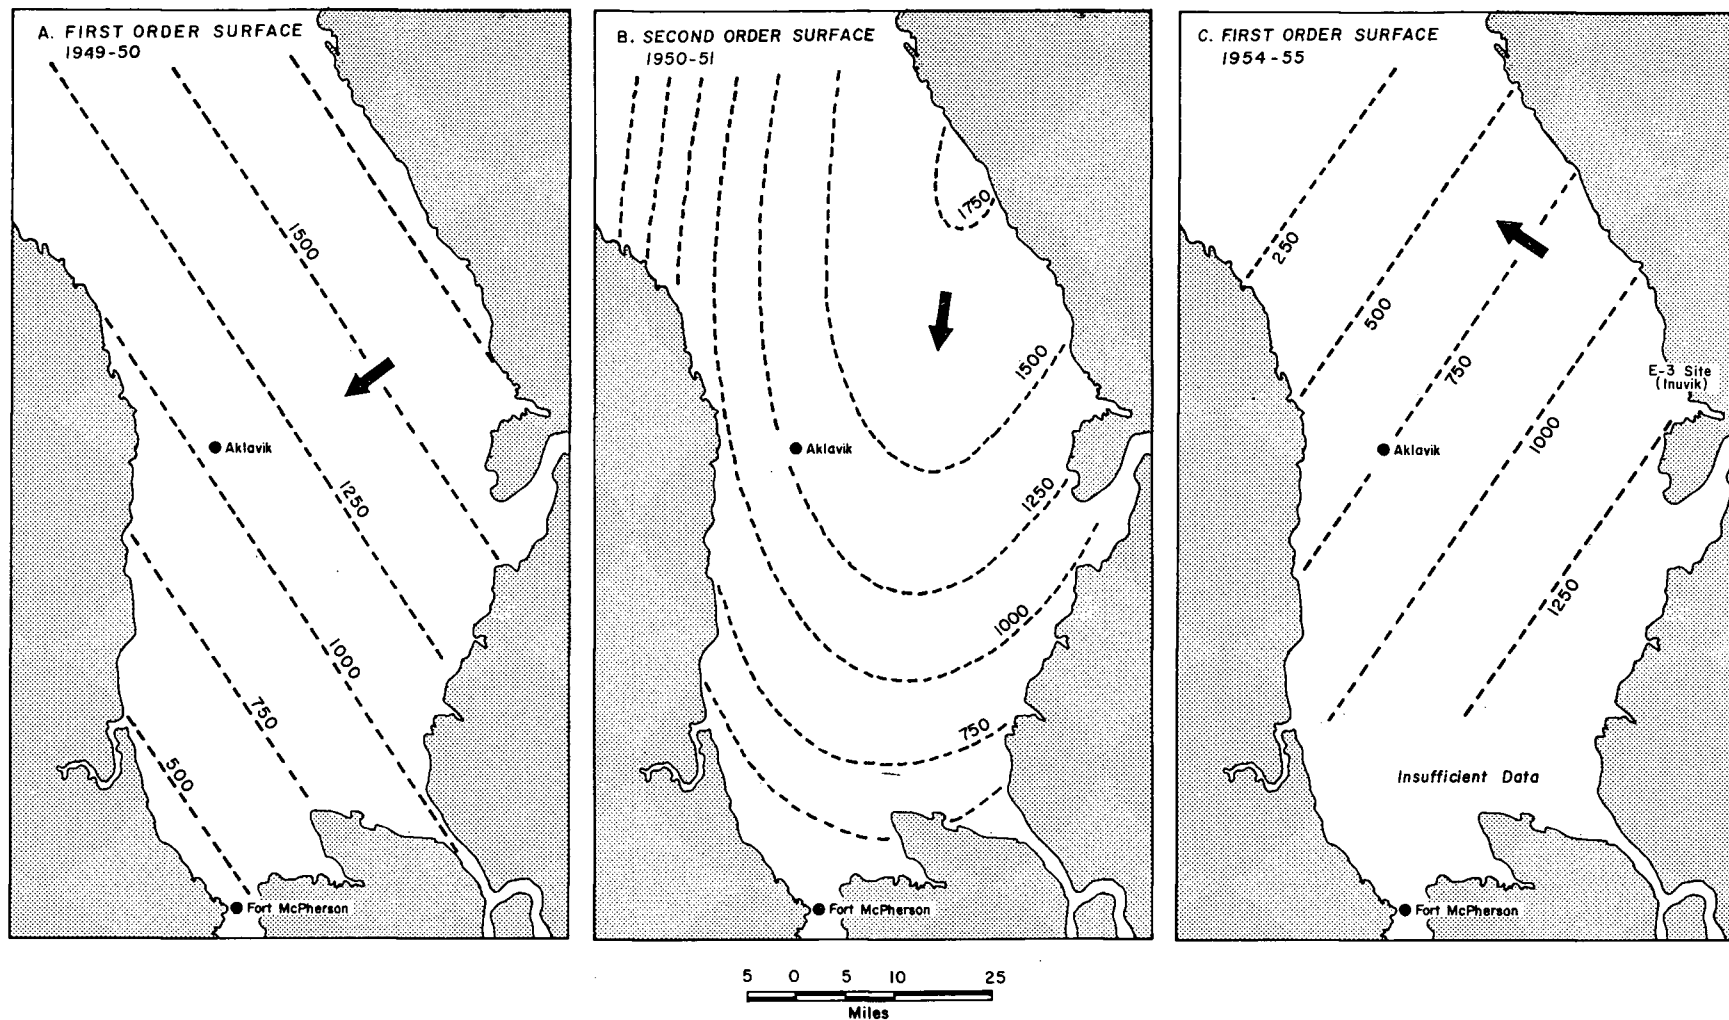 A. FIRST ORDER SURFACE
1949-50
1500
Aklavik
1250
1000
750
500
Fort McPherson
B. SECOND ORDER SURFACE
1950-51
1750
1500
Aklavik
1250
1000
750
Fort McPherson
C. FIRST ORDER SURFACE
1954-55
250
500
750
E-3 Site
(Inuvik)
1000
Aklavik
1250
Insufficient Data
Fort McPherson
5 0 5 10 25
Miles